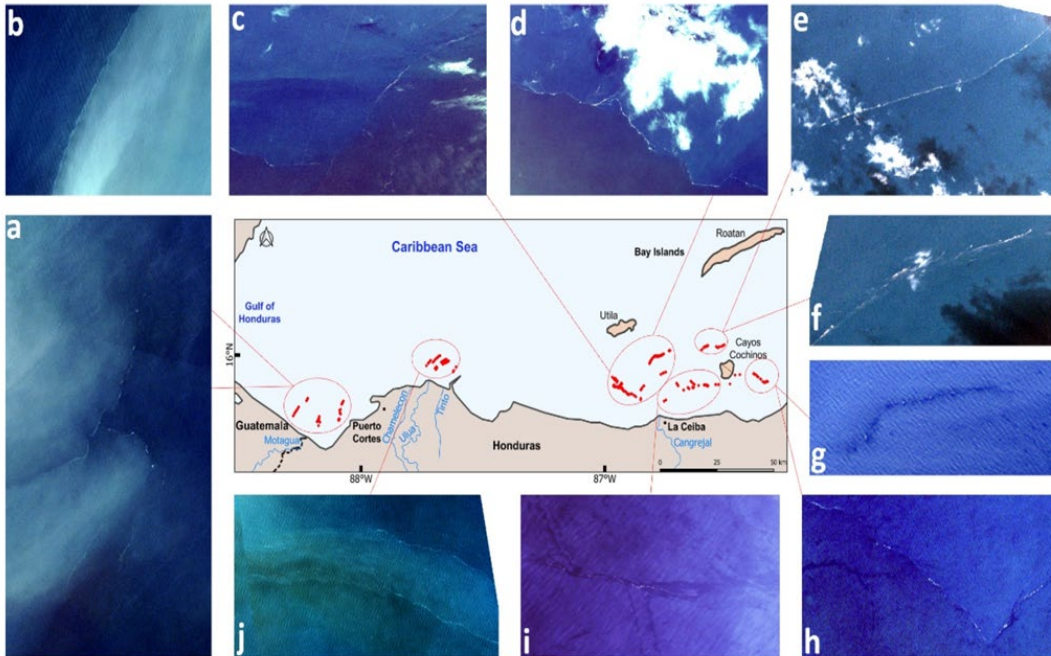 b
c
d
e
a
Caribbean Sea
Roatan
Bay Islands
Gulf of
Honduras
Utila
16°N
Cayos
Cochinos
f
Guatemala
Motagua
Puerto
Cortes
Chamelecon
Ulua
Tinto
Honduras
La Ceiba
Cangrejal
88°W
87°W
0 25 50 km
g
j
i
h